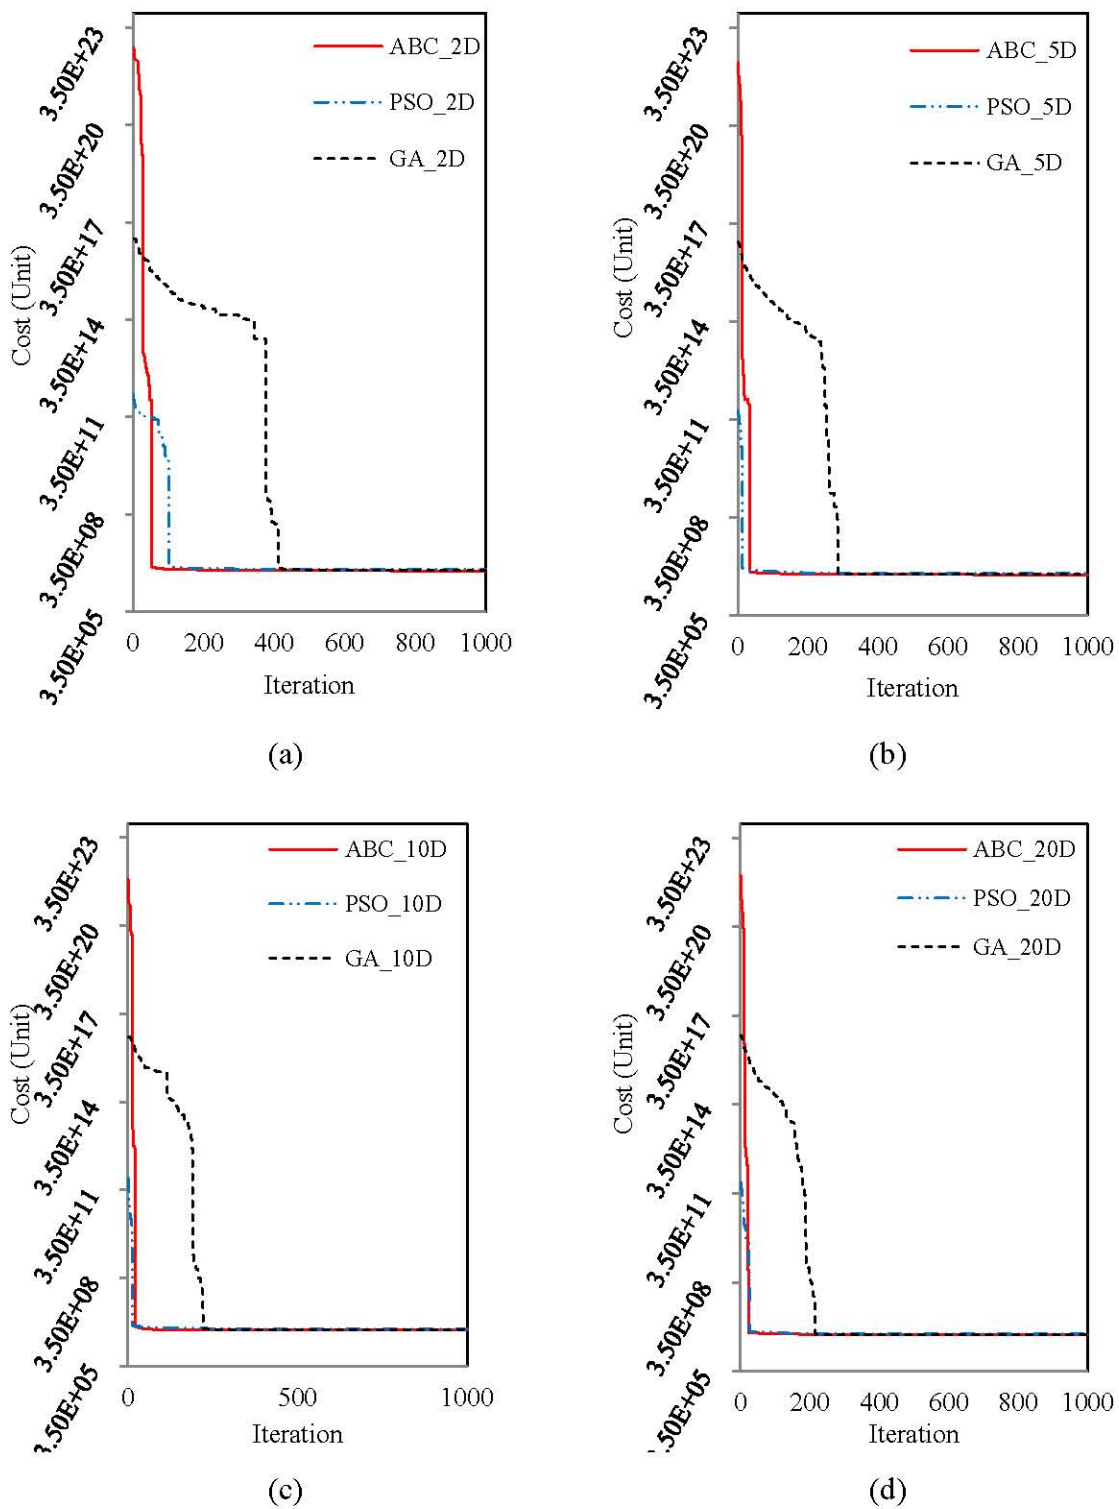 3.50E+23
3.50E+20
3.50E+17
3.50E+14
3.50E+11
3.50E+08
3.50E+05
Cost (Unit)
ABC_2D
PSO_2D
GA_2D
0 200 400 600 800 1000
Iteration
(a)
3.50E+23
3.50E+20
3.50E+17
3.50E+14
3.50E+11
3.50E+08
3.50E+05
Cost (Unit)
ABC_5D
PSO_5D
GA_5D
0 200 400 600 800 1000
Iteration
(b)
3.50E+23
3.50E+20
3.50E+17
3.50E+14
3.50E+11
3.50E+08
3.50E+05
Cost (Unit)
ABC_10D
PSO_10D
GA_10D
0 500 1000
Iteration
(c)
3.50E+23
3.50E+20
3.50E+17
3.50E+14
3.50E+11
3.50E+08
.50E+05
Cost (Unit)
ABC_20D
PSO_20D
GA_20D
0 200 400 600 800 1000
Iteration
(d)